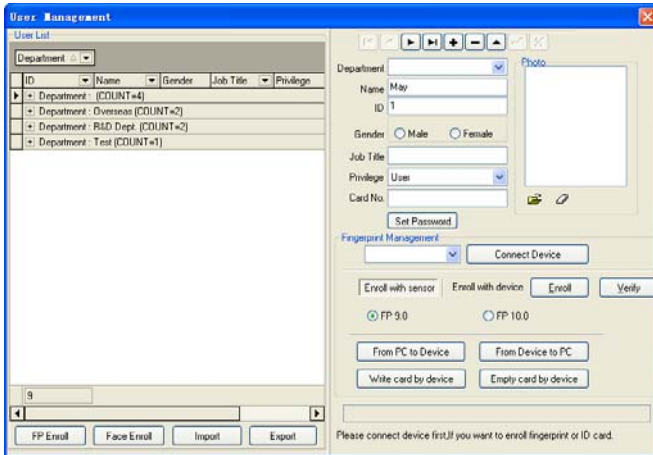 User Management
User List
Department
ID Name Gender Job Title Privilege
Department : (COUNT=4)
Department : Overseas (COUNT=2)
Department : R&D Dept. (COUNT=2)
Department : Test (COUNT=1)
9
FP Enroll Face Enroll Import Export
Department
Photo
Name May
ID 1
Gender Male Female
Job Title
Privilege User
Card No.
Set Password
Fingerprint Management
Connect Device
Enroll with sensor Enroll with device Enroll Verify
FP 9.0 FP 10.0
From PC to Device From Device to PC
Write card by device Empty card by device
Please connect device first,If you want to enroll fingerprint or ID card.